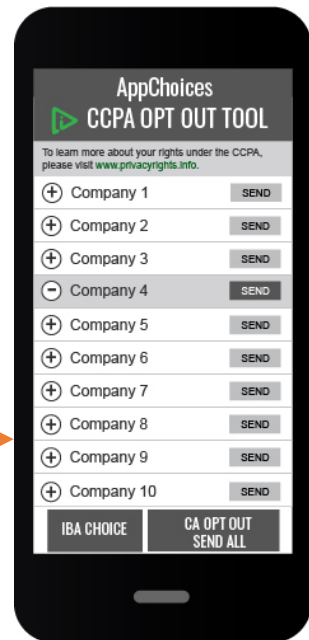 AppChoices
CCPA OPT OUT TOOL
To learn more about your rights under the CCPA,
please visit www.privacyrights.info.
Company 1 SEND
Company 2 SEND
Company 3 SEND
Company 4 SEND
Company 5 SEND
Company 6 SEND
Company 7 SEND
Company 8 SEND
Company 9 SEND
Company 10 SEND
IBA CHOICE
CA OPT OUT
SEND ALL